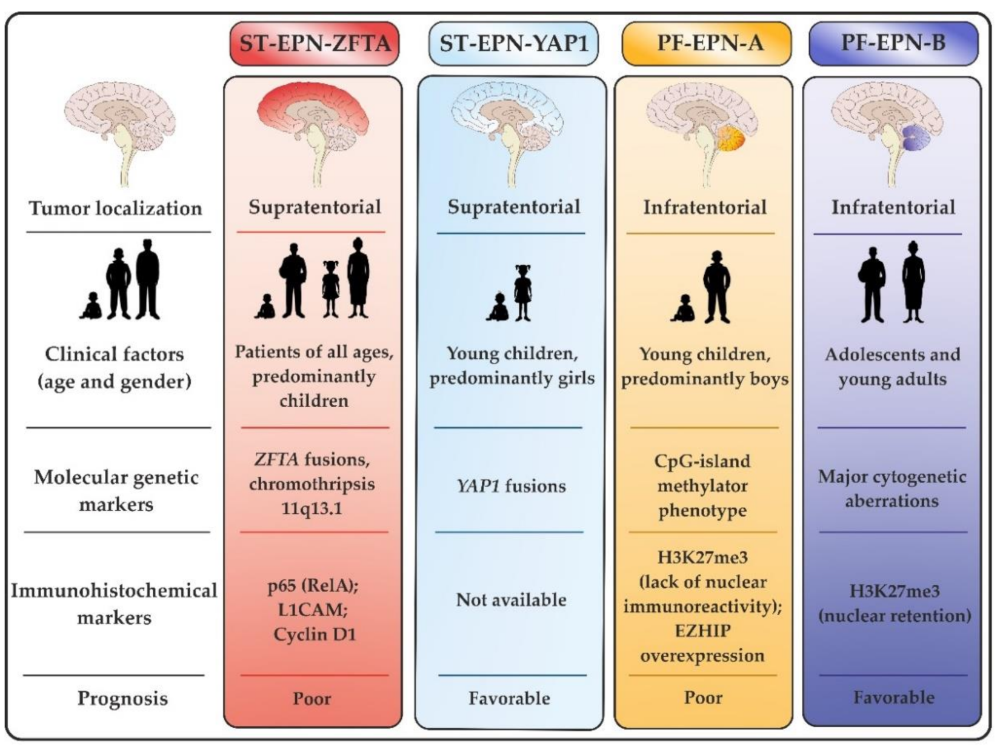 ST-EPN-ZFTA
ST-EPN-YAP1
PF-EPN-A
PF-EPN-B
Tumor localization
Supratentorial
Supratentorial
Infratentorial
Infratentorial
Clinical factors
(age and gender)
Patients of all ages,
predominantly
children
Young children,
predominantly girls
Young children,
predominantly boys
Adolescents and
young adults
Molecular genetic
markers
ZFTA fusions,
chromothripsis
11q13.1
YAP1 fusions
CpG-island
methylator
phenotype
Major cytogenetic
aberrations
Immunohistochemical
markers
p65 (RelA);
L1CAM;
Cyclin D1
Not available
H3K27me3
(lack of nuclear
immunoreactivity);
EZHIP
overexpression
H3K27me3
(nuclear retention)
Prognosis
Poor
Favorable
Poor
Favorable